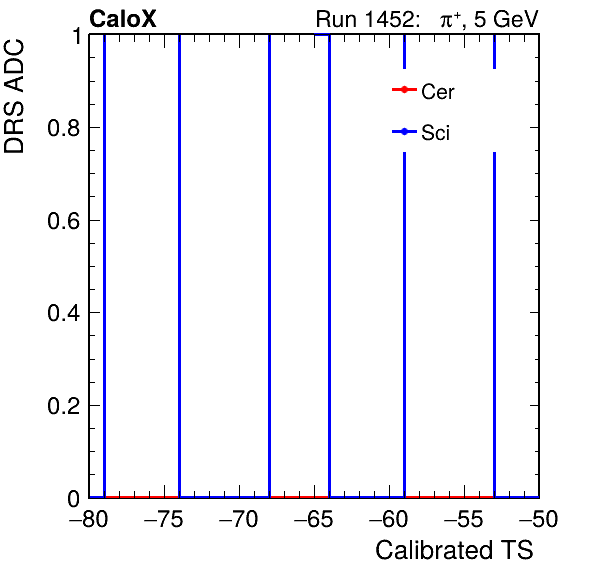 CaloX Run 1452: π⁺, 5 GeV
DRS ADC
1
0.8
0.6
0.4
0.2
0
Cer
Sci
−80 −75 −70 −65 −60 −55 −50
Calibrated TS